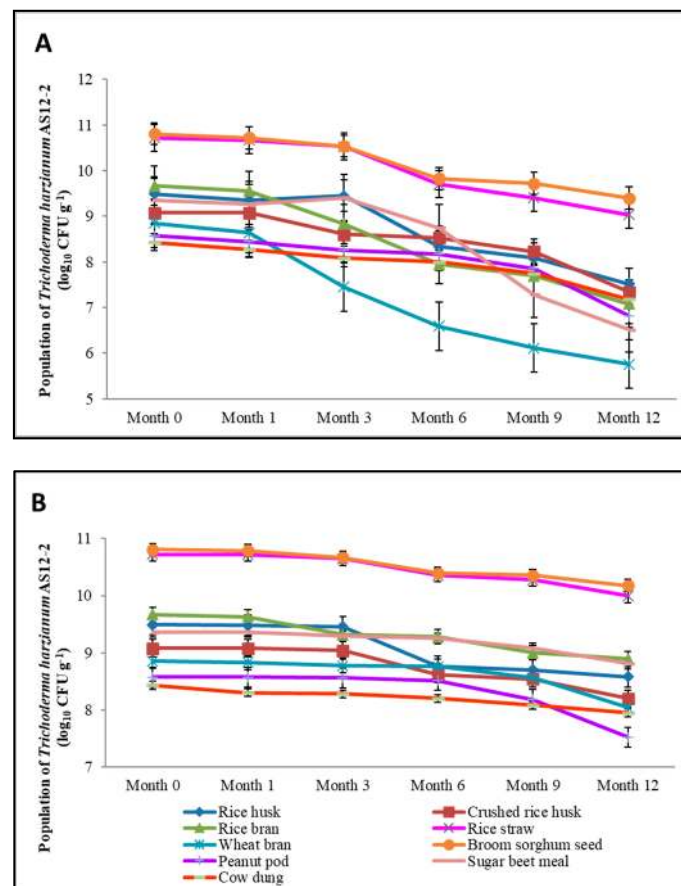 A
Population of Trichoderma harzianum AS12-2
(log10 CFU g-1)
12
11
10
9
8
7
6
5
Month 0 Month 1 Month 3 Month 6 Month 9 Month 12
B
Population of Trichoderma harzianum AS12-2
(log10 CFU g-1)
11
10
9
8
7
Month 0 Month 1 Month 3 Month 6 Month 9 Month 12
Rice husk Crushed rice husk
Rice bran Rice straw
Wheat bran Broom sorghum seed
Peanut pod Sugar beet meal
Cow dung